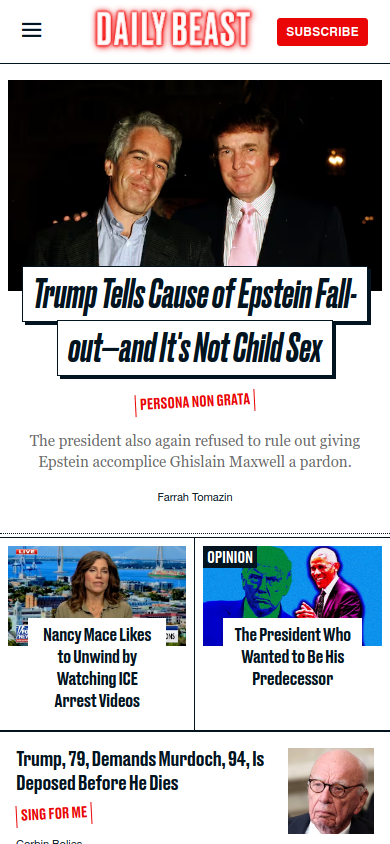 DAILY BEAST
SUBSCRIBE
Trump Tells Cause of Epstein Fall-
out—and It's Not Child Sex
PERSONA NON GRATA
The president also again refused to rule out giving
Epstein accomplice Ghislain Maxwell a pardon.
Farrah Tomazin
LIVE
Nancy Mace Likes
to Unwind by
Watching ICE
Arrest Videos
OPINION
The President Who
Wanted to Be His
Predecessor
Trump, 79, Demands Murdoch, 94, Is
Deposed Before He Dies
SING FOR ME